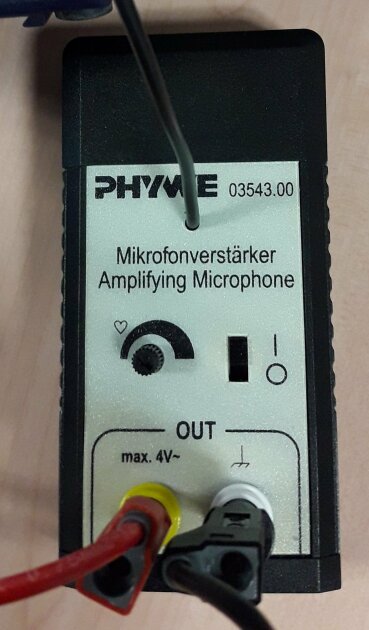 PHYWE 03543.00
Mikrofonverstärker
Amplifying Microphone
OUT
max. 4V~